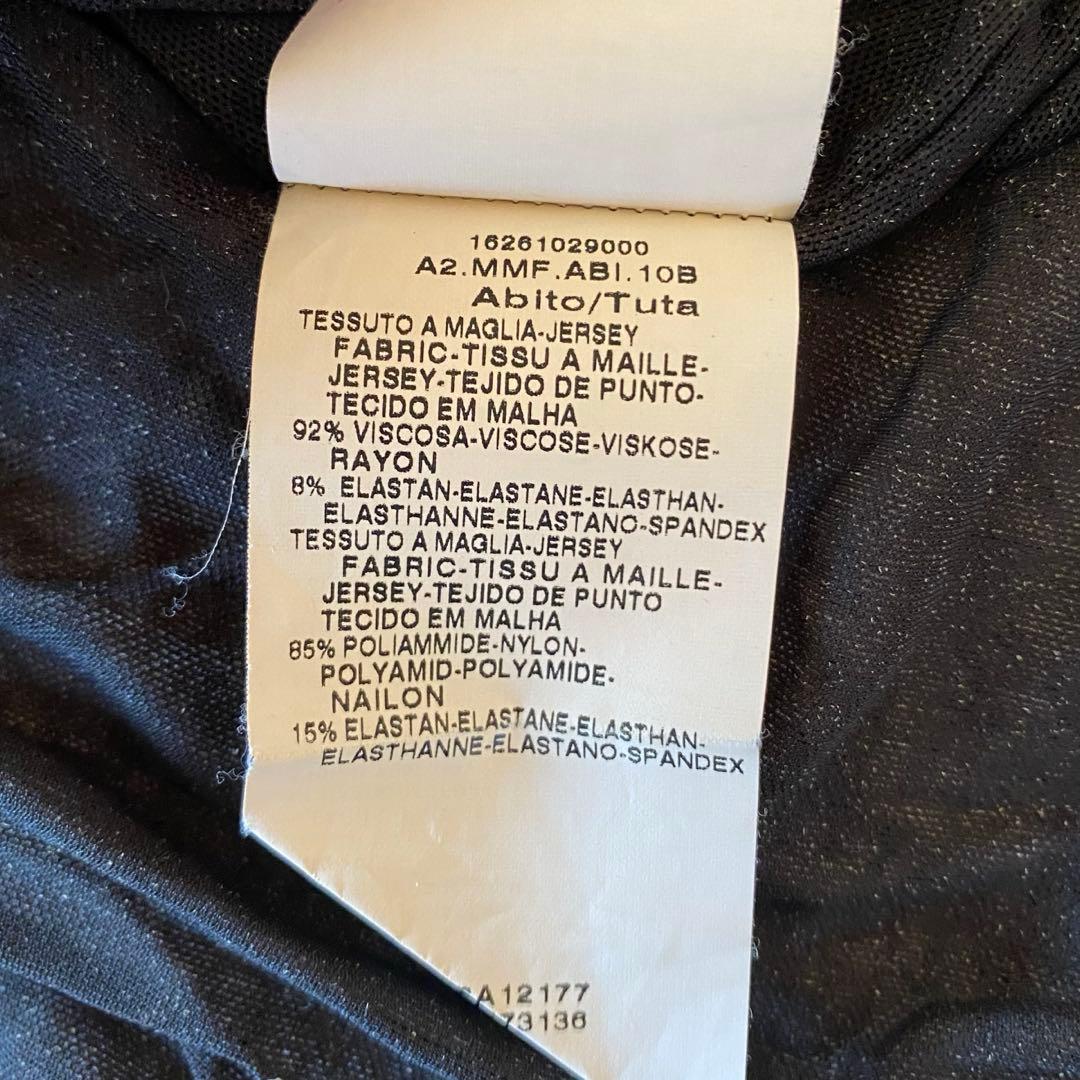 16261029000
A2.MMF.ABI.10B
Abito/Tuta
TESSUTO A MAGLIA-JERSEY
FABRIC-TISSU A MAILLE-
JERSEY-TEJIDO DE PUNTO-
TECIDO EM MALHA
92% VISCOSA-VISCOSE-VISKOSE-
RAYON
8% ELASTAN-ELASTANE-ELASTHAN-
ELASTHANNE-ELASTANO-SPANDEX
TESSUTO A MAGLIA-JERSEY
FABRIC-TISSU A MAILLE-
JERSEY-TEJIDO DE PUNTO
TECIDO EM MALHA
85% POLIAMMIDE-NYLON-
POLYAMID-POLYAMIDE-
NAILON
15% ELASTAN-ELASTANE-ELASTHAN-
ELASTHANNE-ELASTANO-SPANDEX
A12177
73136